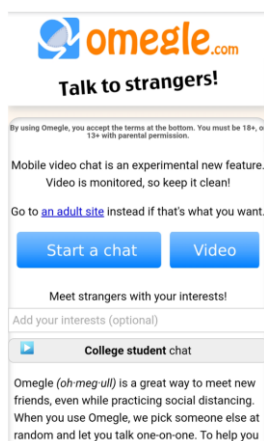 omegle.com
Talk to strangers!
By using Omegle, you accept the terms at the bottom. You must be 18+, o
13+ with parental permission.
Mobile video chat is an experimental new feature.
Video is monitored, so keep it clean!
Go to an adult site instead if that's what you want.
Start a chat Video
Meet strangers with your interests!
Add your interests (optional)
College student chat
Omegle (oh·meg·ull) is a great way to meet new
friends, even while practicing social distancing.
When you use Omegle, we pick someone else at
random and let you talk one-on-one. To help you